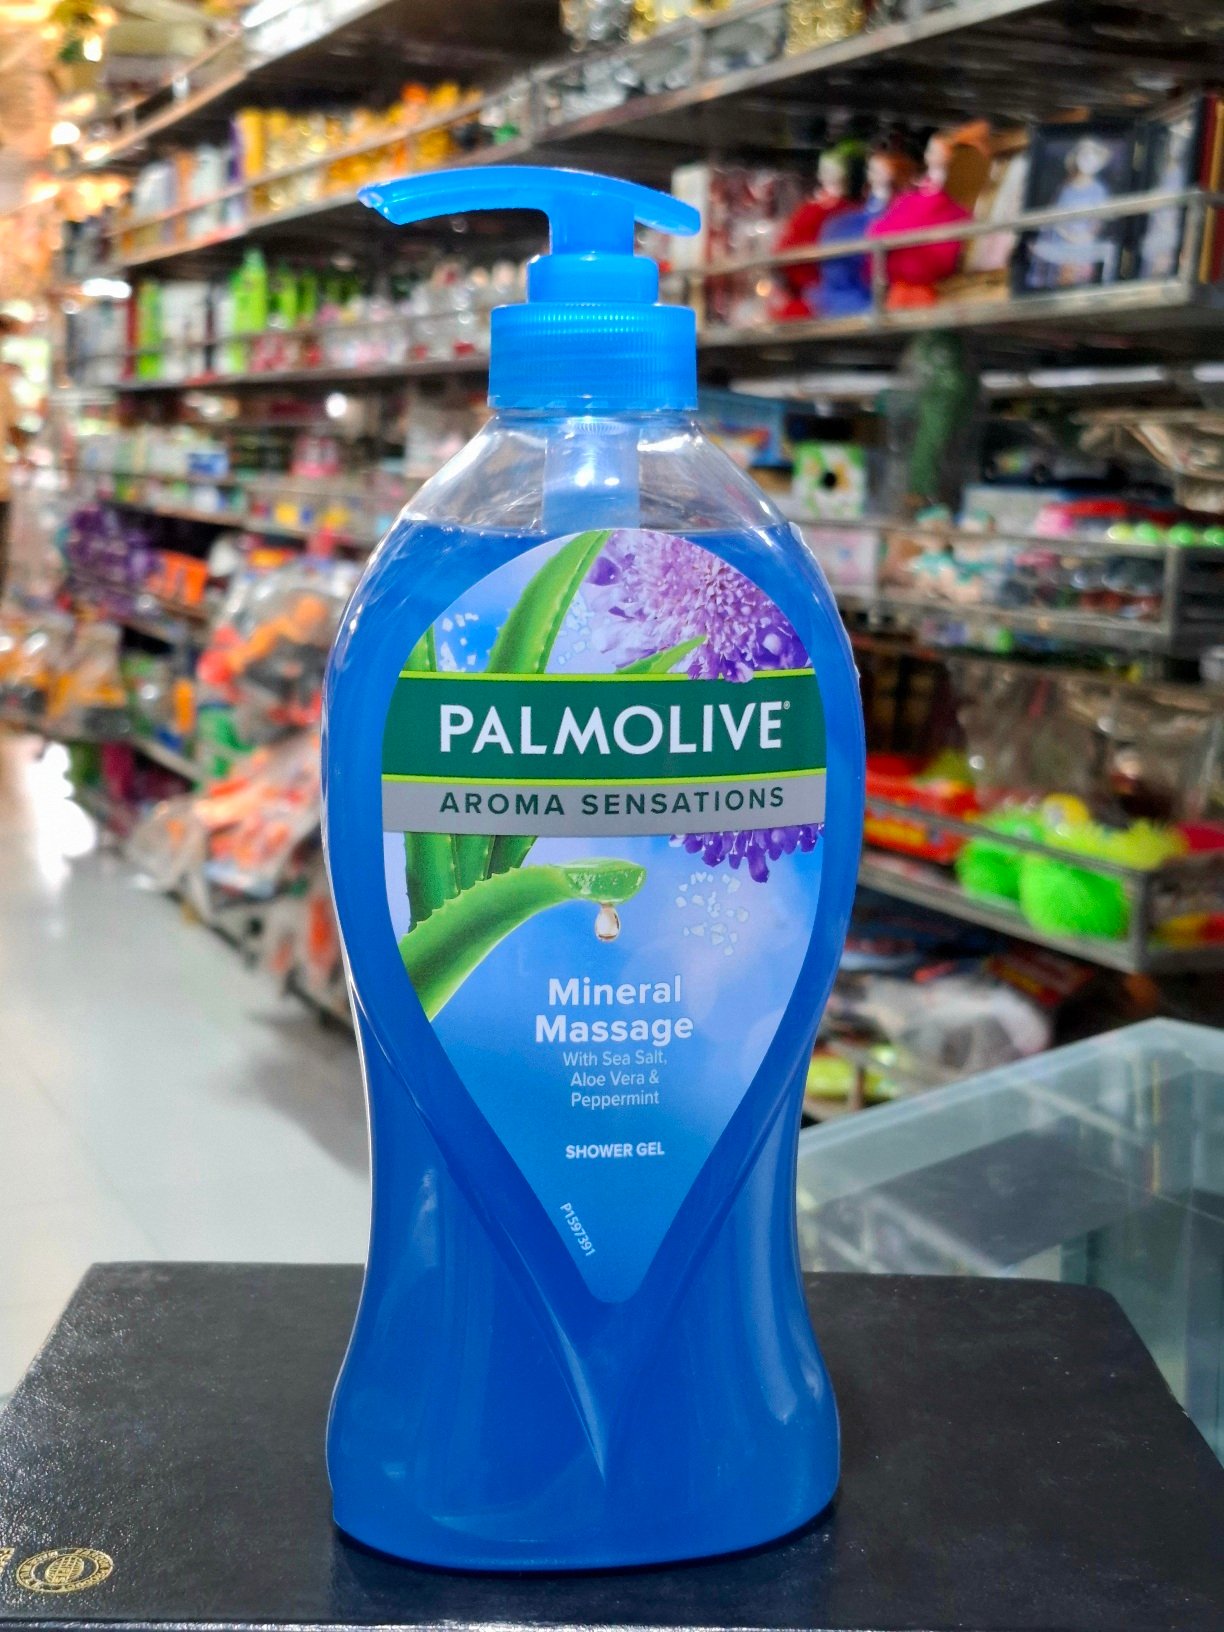 PALMOLIVE®
AROMA SENSATIONS
Mineral
Massage
With Sea Salt,
Aloe Vera &
Peppermint
SHOWER GEL
P1597391